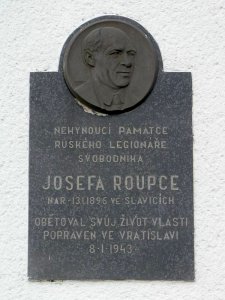 NEHYNOUCÍ PAMÁTCE
RUSKÉHO LEGIONÁŘE
SVOBODNÍKA
JOSEFA ROUPCE
NAR. 13.I.1896 VE SLAVICÍCH
OBĚTOVAL SVŮJ ŽIVOT VLASTI
POPRAVEN VE VRATISLAVI
8.I.1943